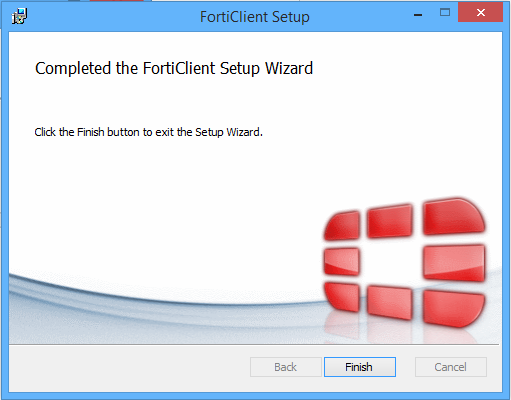 FortiClient Setup
Completed the FortiClient Setup Wizard
Click the Finish button to exit the Setup Wizard.
Back
Finish
Cancel